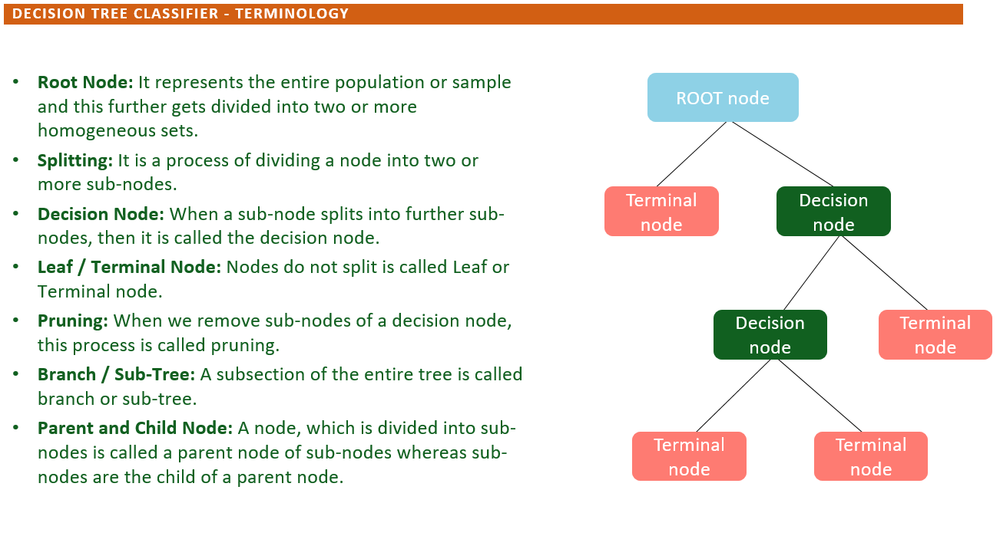 DECISION TREE CLASSIFIER - TERMINOLOGY
• Root Node: It represents the entire population or sample
and this further gets divided into two or more
homogeneous sets.
• Splitting: It is a process of dividing a node into two or
more sub-nodes.
• Decision Node: When a sub-node splits into further sub-
nodes, then it is called the decision node.
• Leaf / Terminal Node: Nodes do not split is called Leaf or
Terminal node.
• Pruning: When we remove sub-nodes of a decision node,
this process is called pruning.
• Branch / Sub-Tree: A subsection of the entire tree is called
branch or sub-tree.
• Parent and Child Node: A node, which is divided into sub-
nodes is called a parent node of sub-nodes whereas sub-
nodes are the child of a parent node.
ROOT node
Terminal
node
Decision
node
Decision
node
Terminal
node
Terminal
node
Terminal
node